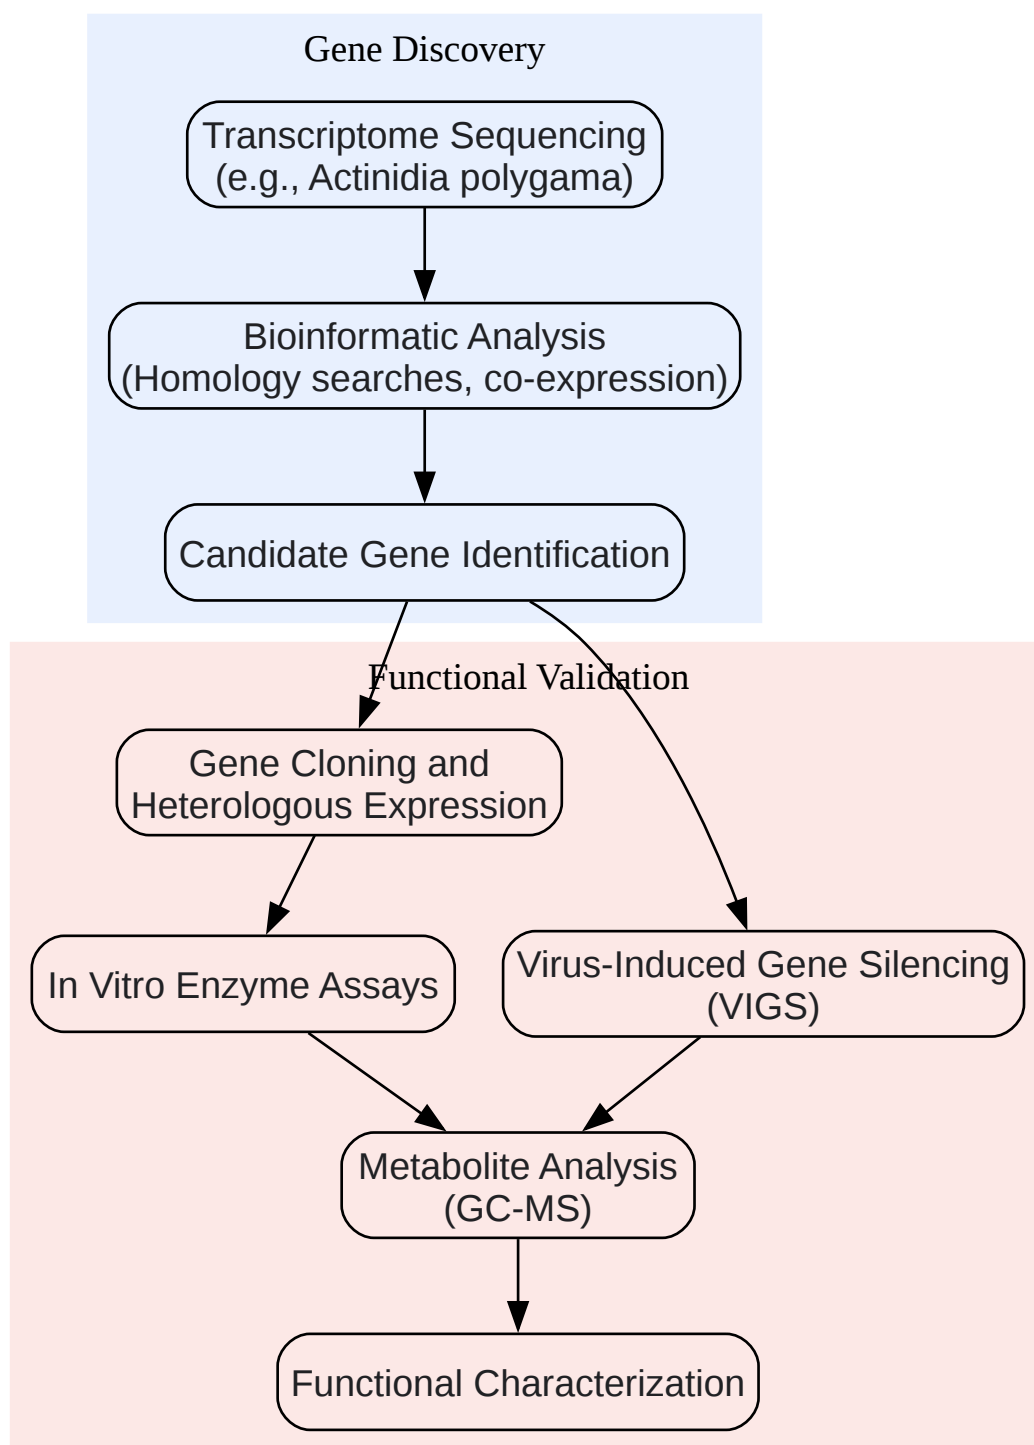 Gene Discovery
Transcriptome Sequencing
(e.g., Actinidia polygama)
Bioinformatic Analysis
(Homology searches, co-expression)
Candidate Gene Identification
Functional Validation
Gene Cloning and
Heterologous Expression
In Vitro Enzyme Assays
Virus-Induced Gene Silencing
(VIGS)
Metabolite Analysis
(GC-MS)
Functional Characterization